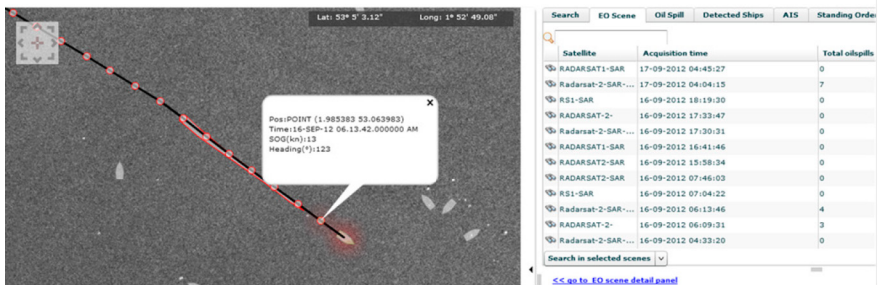 Lat: 53° 5' 3.12" Long: 1° 52' 49.08"
x
Pos:POINT (1.985383 53.063983)
Time:16-SEP-12 06.13.42.000000 AM
SOG(kn):13
Heading(°):123
Search EO Scene Oil Spill Detected Ships AIS Standing Orde
Satellite Acquisition time Total oilspills
RADARSAT1-SAR 17-09-2012 04:45:27 0
Radarsat-2-SAR-... 17-09-2012 04:04:15 7
RS1-SAR 16-09-2012 18:19:30 0
RADARSAT-2- 16-09-2012 17:33:47 0
Radarsat-2-SAR-... 16-09-2012 17:30:31 0
RADARSAT1-SAR 16-09-2012 16:41:46 0
RADARSAT2-SAR 16-09-2012 15:58:34 0
RADARSAT2-SAR 16-09-2012 07:46:03 0
RS1-SAR 16-09-2012 07:04:22 0
Radarsat-2-SAR-... 16-09-2012 06:13:46 4
RADARSAT-2- 16-09-2012 06:09:31 3
Radarsat-2-SAR-... 16-09-2012 04:33:20 0
Search in selected scenes
<< go to EO scene detail panel